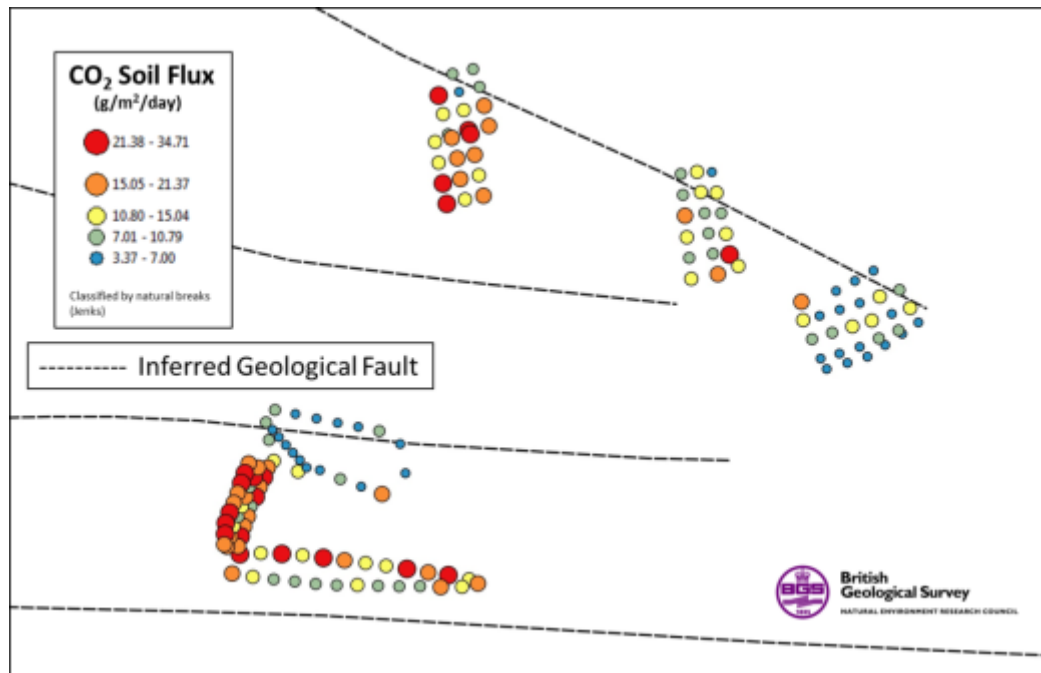 CO₂ Soil Flux
(g/m²/day)
21.38 - 34.71
15.05 - 21.37
10.80 - 15.04
7.01 - 10.79
3.37 - 7.00
Classified by natural breaks
(Jenks)
Inferred Geological Fault
BGS
British
Geological Survey
NATURAL ENVIRONMENT RESEARCH COUNCIL